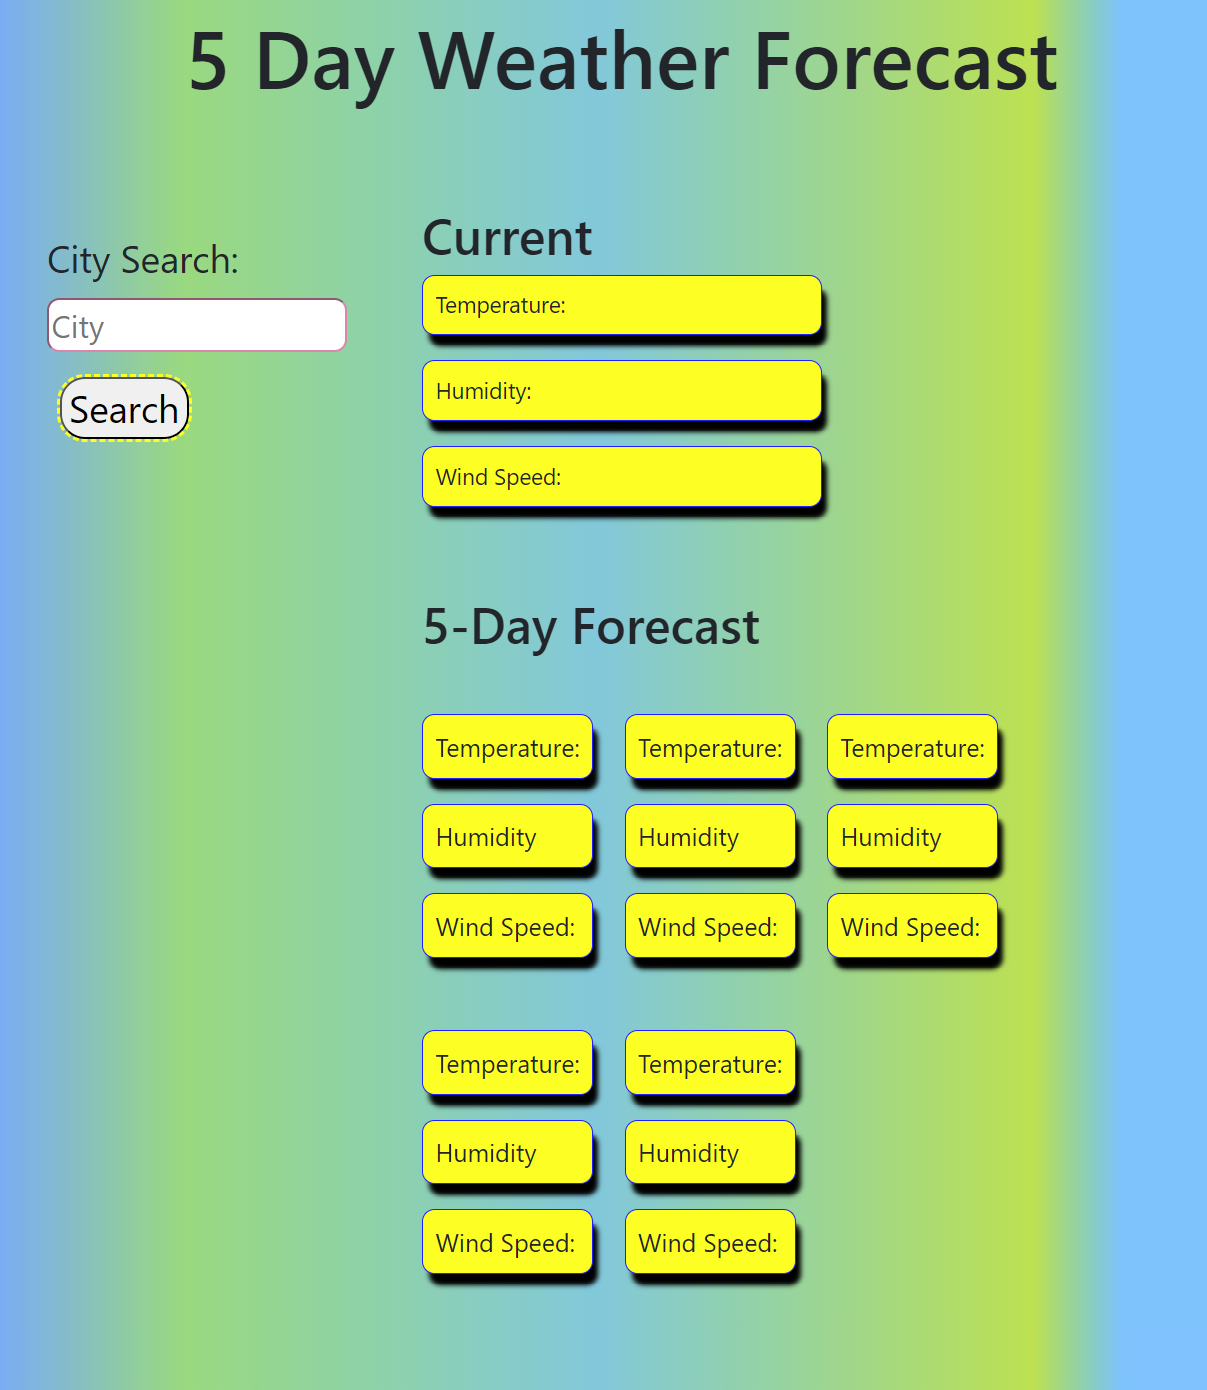 5 Day Weather Forecast
City Search:
City
Search
Current
Temperature:
Humidity:
Wind Speed:
5-Day Forecast
Temperature: Temperature: Temperature:
Humidity Humidity Humidity
Wind Speed: Wind Speed: Wind Speed:
Temperature: Temperature:
Humidity Humidity
Wind Speed: Wind Speed: